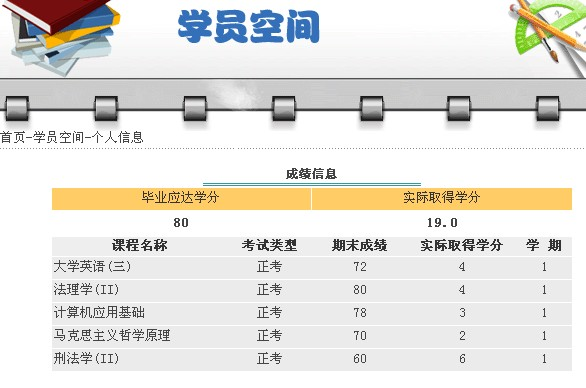 学员空间
首页-学员空间-个人信息
成绩信息
毕业应达学分 实际取得学分
80 19.0
课程名称 考试类型 期末成绩 实际取得学分 学 期
大学英语(三) 正考 72 4 1
法理学(II) 正考 80 4 1
计算机应用基础 正考 78 3 1
马克思主义哲学原理 正考 70 2 1
刑法学(II) 正考 60 6 1